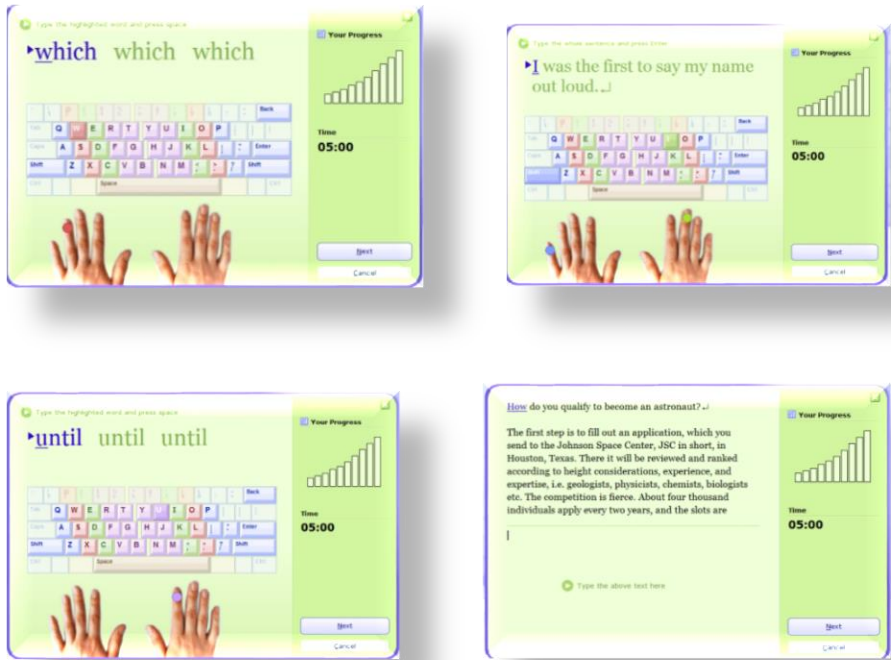 Type the highlighted word and press space
which which which
Back
Q W E R T Y U I O P
Caps A S D F G H J K L Enter
Shift Z X C V B N M Shift
Space
Your Progress
Time
05:00
Next
Cancel
Type the whole sentence and press Enter
I was the first to say my name
out loud.
Back
Q W E R T Y U I O P
Caps A S D F G H J K L Enter
Z X C V B N M Shift
Space
Your Progress
Time
05:00
Next
Cancel
Type the highlighted word and press space
until until until
Back
Q W E R T Y U I O P
Caps A S D F G H J K L Enter
Shift Z X C V B N M Shift
Space
Your Progress
Time
05:00
Next
Cancel
How do you qualify to become an astronaut?
The first step is to fill out an application, which you
send to the Johnson Space Center, JSC in short, in
Houston, Texas. There it will be reviewed and ranked
according to height considerations, experience, and
expertise, i.e. geologists, physicists, chemists, biologists
etc. The competition is fierce. About four thousand
individuals apply every two years, and the slots are
Type the above text here
Your Progress
Time
05:00
Next
Cancel